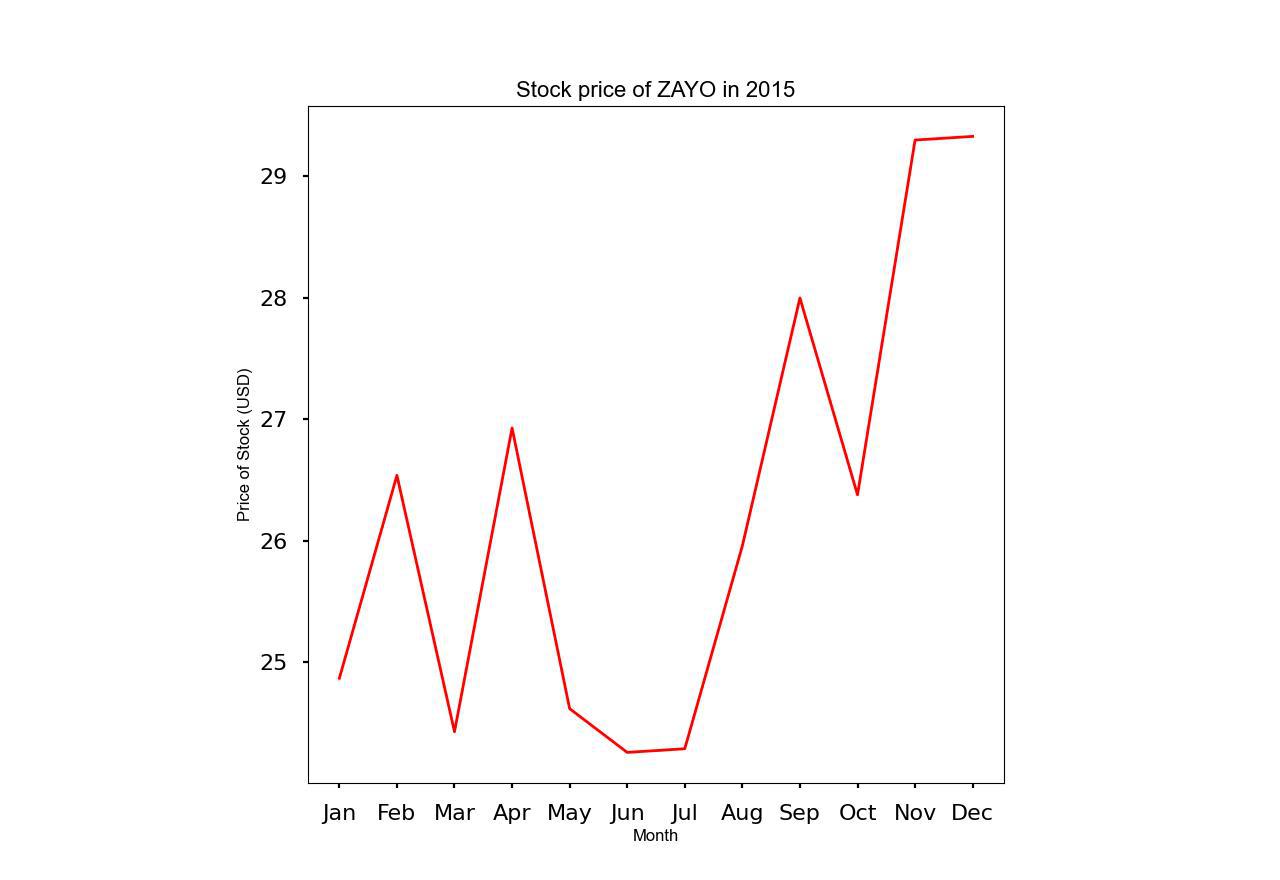 Stock price of ZAYO in 2015
Price of Stock (USD)
29
28
27
26
25
Jan Feb Mar Apr May Jun Jul Aug Sep Oct Nov Dec
Month